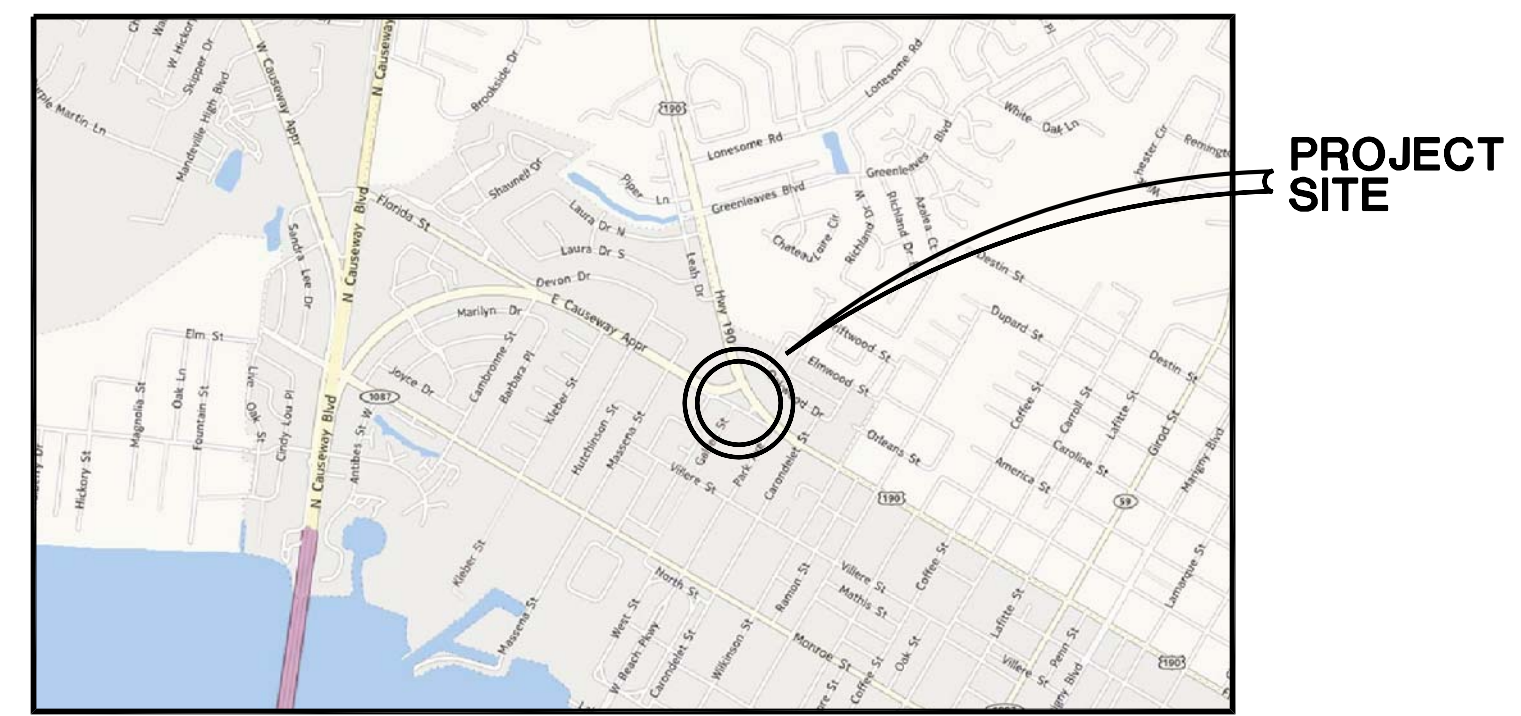 W Hickory
Skipper Dr
Mandeville High Blvd
Martin Ln
W Causeway Appr
N Causeway
Brookside Dr
190
Lonesome Rd
Lonesome Rd
White Oak Ln
Greenleaves Blvd
Greenleaves Blvd
PROJECT
SITE
Shaunell Dr
Piper Ln
Florida St
N Causeway Blvd
Laura Dr N
Laura Dr S
Sandra Lee Dr
Leah Dr
Richland Dr W
Richland Dr
Azalea Ct
Devon Dr
Hwy 190
Destin St
E Causeway Appr
Marilyn Dr
Dupard St
Elm St
Elmwood St
Destin St
Joyce Dr
Cambronne St
Barbara Pl
Kleber St
1087
Magnolia St
Oak Ln
Fountain St
Live Oak St
Cindy Lou Pl
N Causeway Blvd
Antibes St W
Hickory St
Hutchinson St
Massena St
Villere St
Carondelet St
Orleans St
Coffee St
Carroll St
Lafitte St
Girod St
Marigny Blvd
Caroline St
America St
190
59
Kleber St
North St
Massena St
West St
W Beach Pkwy
Carondelet St
Wilkinson St
Ramon St
Villere St
Mathis St
Coffee St
Monroe St
Oak St
Coffee St
Lafitte St
Villere St
Penn St
Lamarque St
190